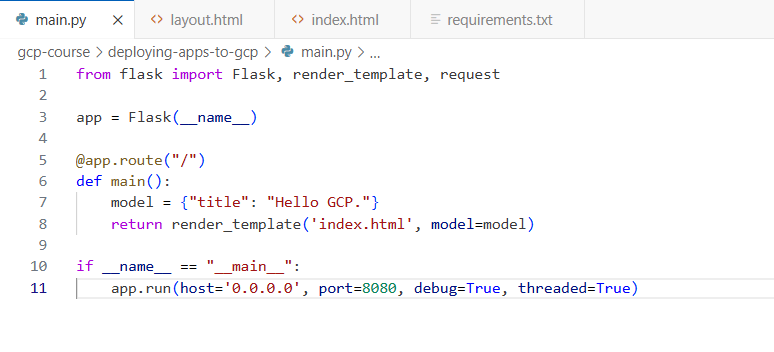 main.py × <> layout.html <> index.html requirements.txt
gcp-course > deploying-apps-to-gcp > main.py > ...
1 from flask import Flask, render_template, request
2
3 app = Flask(__name__)
4
5 @app.route("/")
6 def main():
7     model = {"title": "Hello GCP."}
8     return render_template('index.html', model=model)
9
10 if __name__ == "__main__":
11     app.run(host='0.0.0.0', port=8080, debug=True, threaded=True)